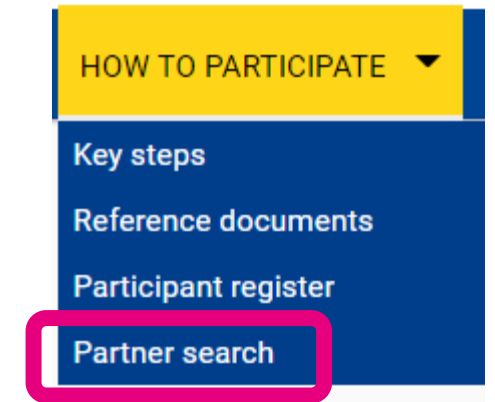 HOW TO PARTICIPATE
Key steps
Reference documents
Participant register
Partner search